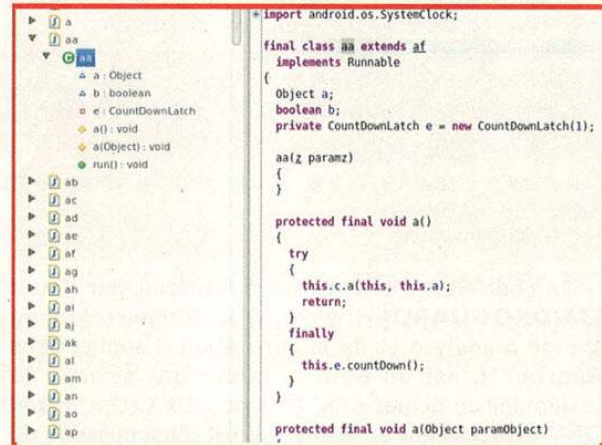 a
aa
aa
a : Object
b : boolean
e : CountDownLatch
a() : void
a(Object) : void
run() : void
ab
ac
ad
ae
af
ag
ah
ai
aj
ak
al
am
an
ao
ap
import android.os.SystemClock;
final class aa extends af
implements Runnable
{
Object a;
boolean b;
private CountDownLatch e = new CountDownLatch(1);
aa(z paramz)
{
}
protected final void a()
{
try
{
this.c.a(this, this.a);
return;
}
finally
{
this.e.countDown();
}
}
protected final void a(Object paramObject)